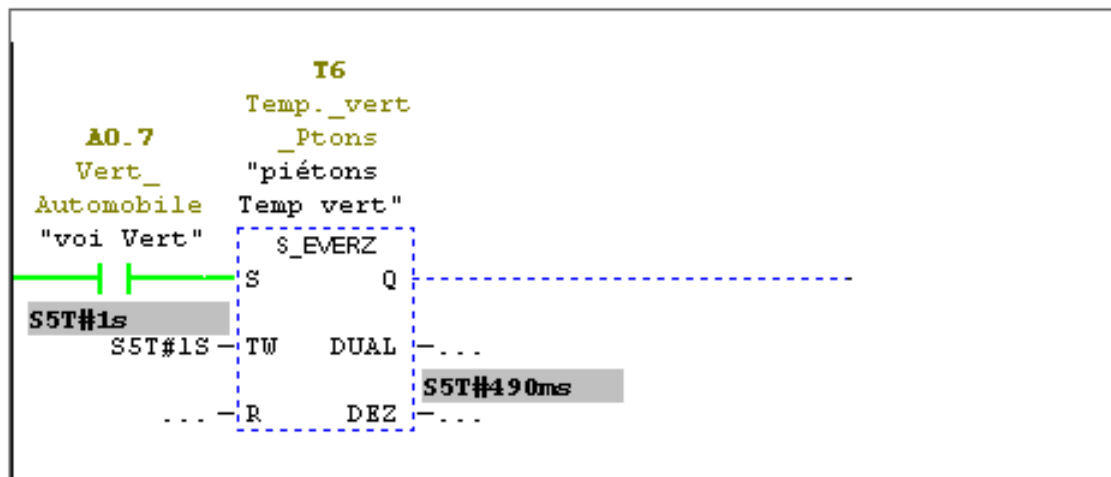 T6
Temp._vert
_Ptons
A0.7
Vert_
"piétons
Automobile
Temp vert"
"voi Vert"
S_EVERZ
S
Q
S5T#1s
S5T#1S
TW
DUAL
...
S5T#490ms
...
R
DEZ
...